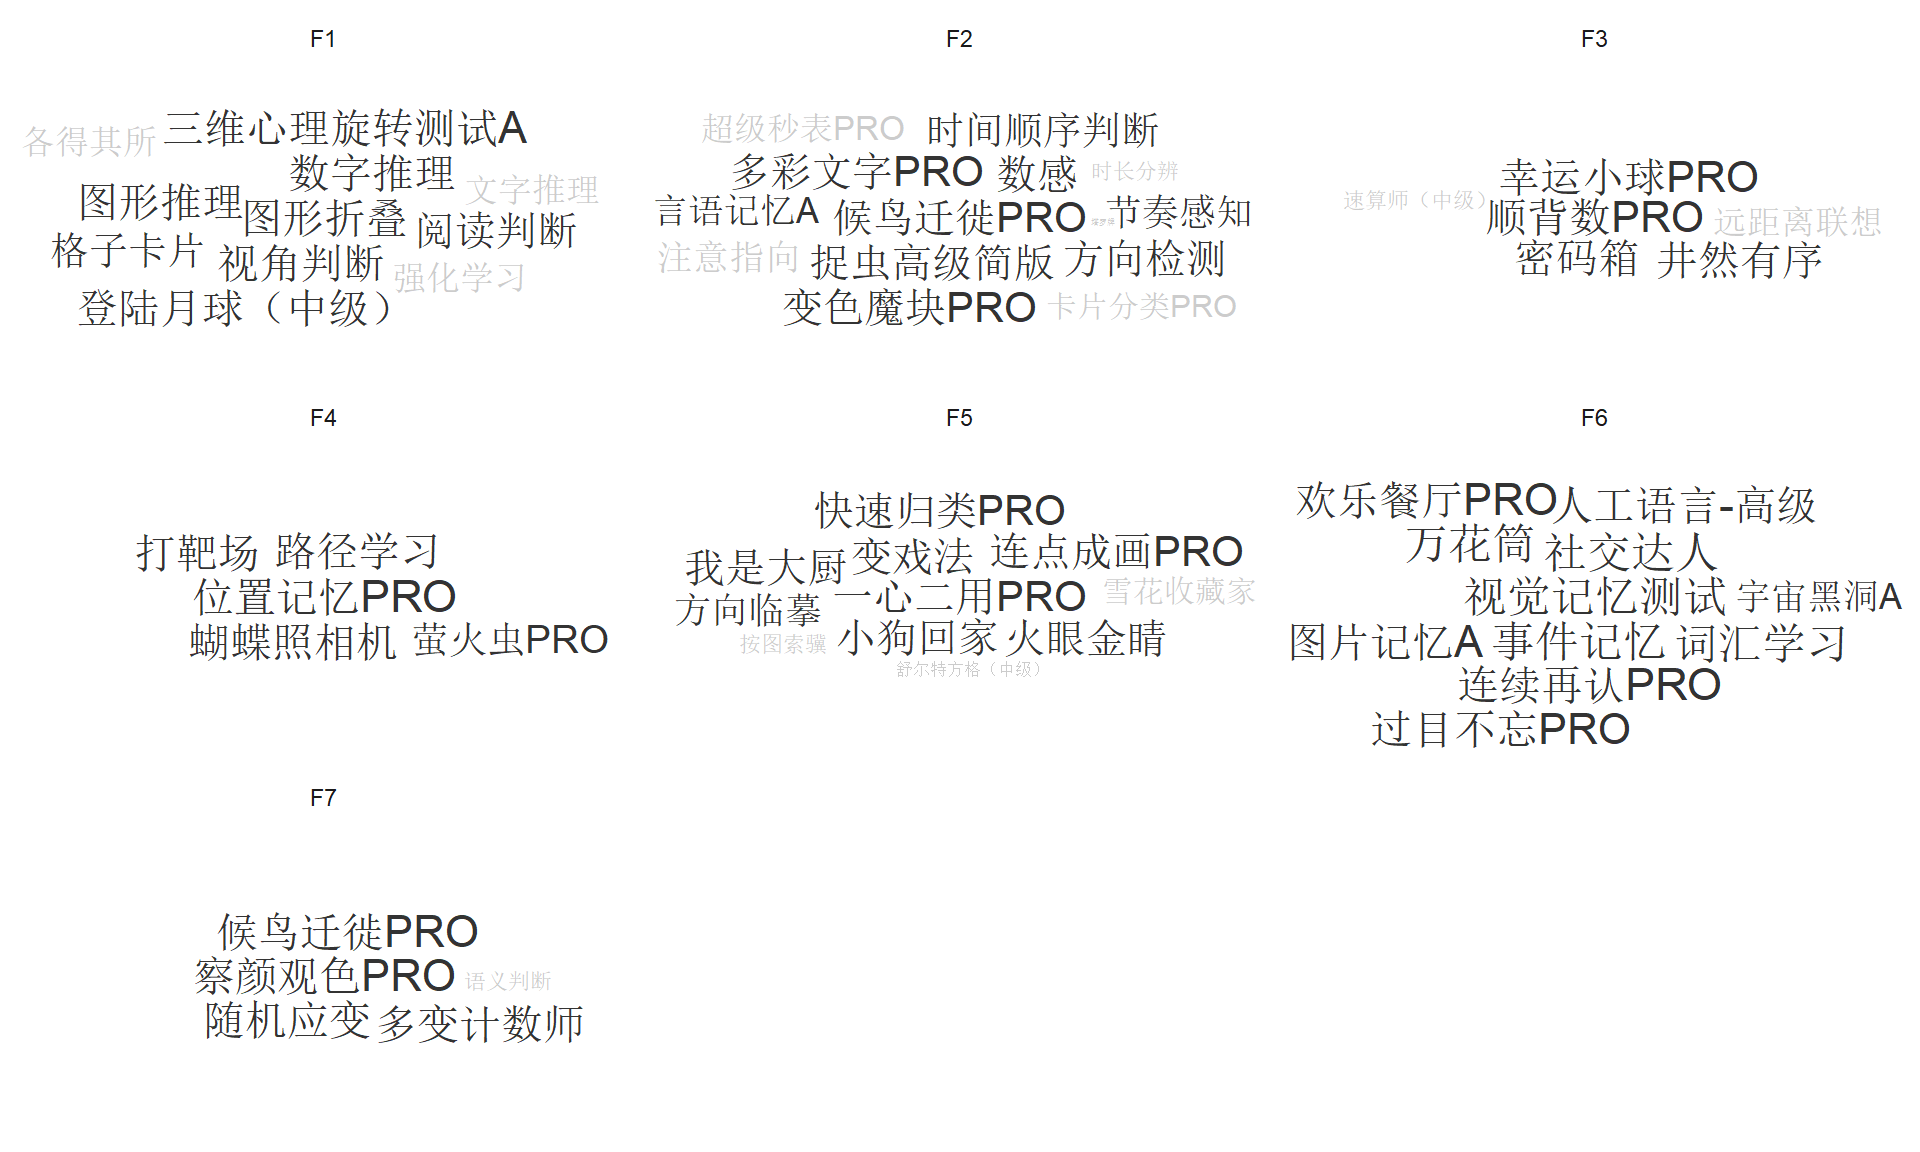 F1
各得其所 三维心理旋转测试A
数字推理 文字推理
图形推理 图形折叠 阅读判断
格子卡片 视角判断 强化学习
登陆月球（中级）
F2
超级秒表PRO 时间顺序判断
多彩文字PRO 数感 时长分辨
言语记忆A 候鸟迁徙PRO 节奏感知
注意指向 捉虫高级简版 方向检测
变色魔块PRO 卡片分类PRO
F3
幸运小球PRO
速算师（中级） 顺背数PRO 远距离联想
密码箱 井然有序
F4
打靶场 路径学习
位置记忆PRO
蝴蝶照相机 萤火虫PRO
F5
快速归类PRO
我是大厨 变戏法 连点成画PRO
方向临摹 一心二用PRO 雪花收藏家
按图索骥 小狗回家 火眼金睛
舒尔特方格（中级）
F6
欢乐餐厅PRO 人工语言-高级
万花筒 社交达人
视觉记忆测试 宇宙黑洞A
图片记忆A 事件记忆 词汇学习
连续再认PRO
过目不忘PRO
F7
候鸟迁徙PRO
察颜观色PRO 语义判断
随机应变 多变计数师